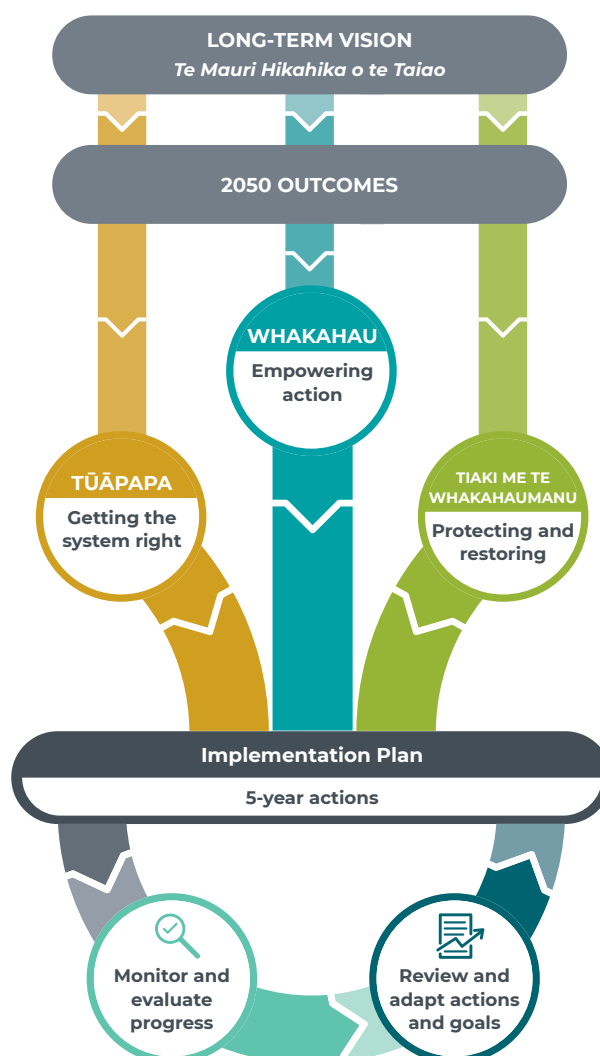 LONG-TERM VISION
Te Mauri Hikahika o te Taiao
2050 OUTCOMES
WHAKAHAU
Empowering
action
TŪĀPAPA
Getting the
system right
TIAKI ME TE
WHAKAHAUMANU
Protecting and
restoring
Implementation Plan
5-year actions
Monitor and
evaluate
progress
Review and
adapt actions
and goals